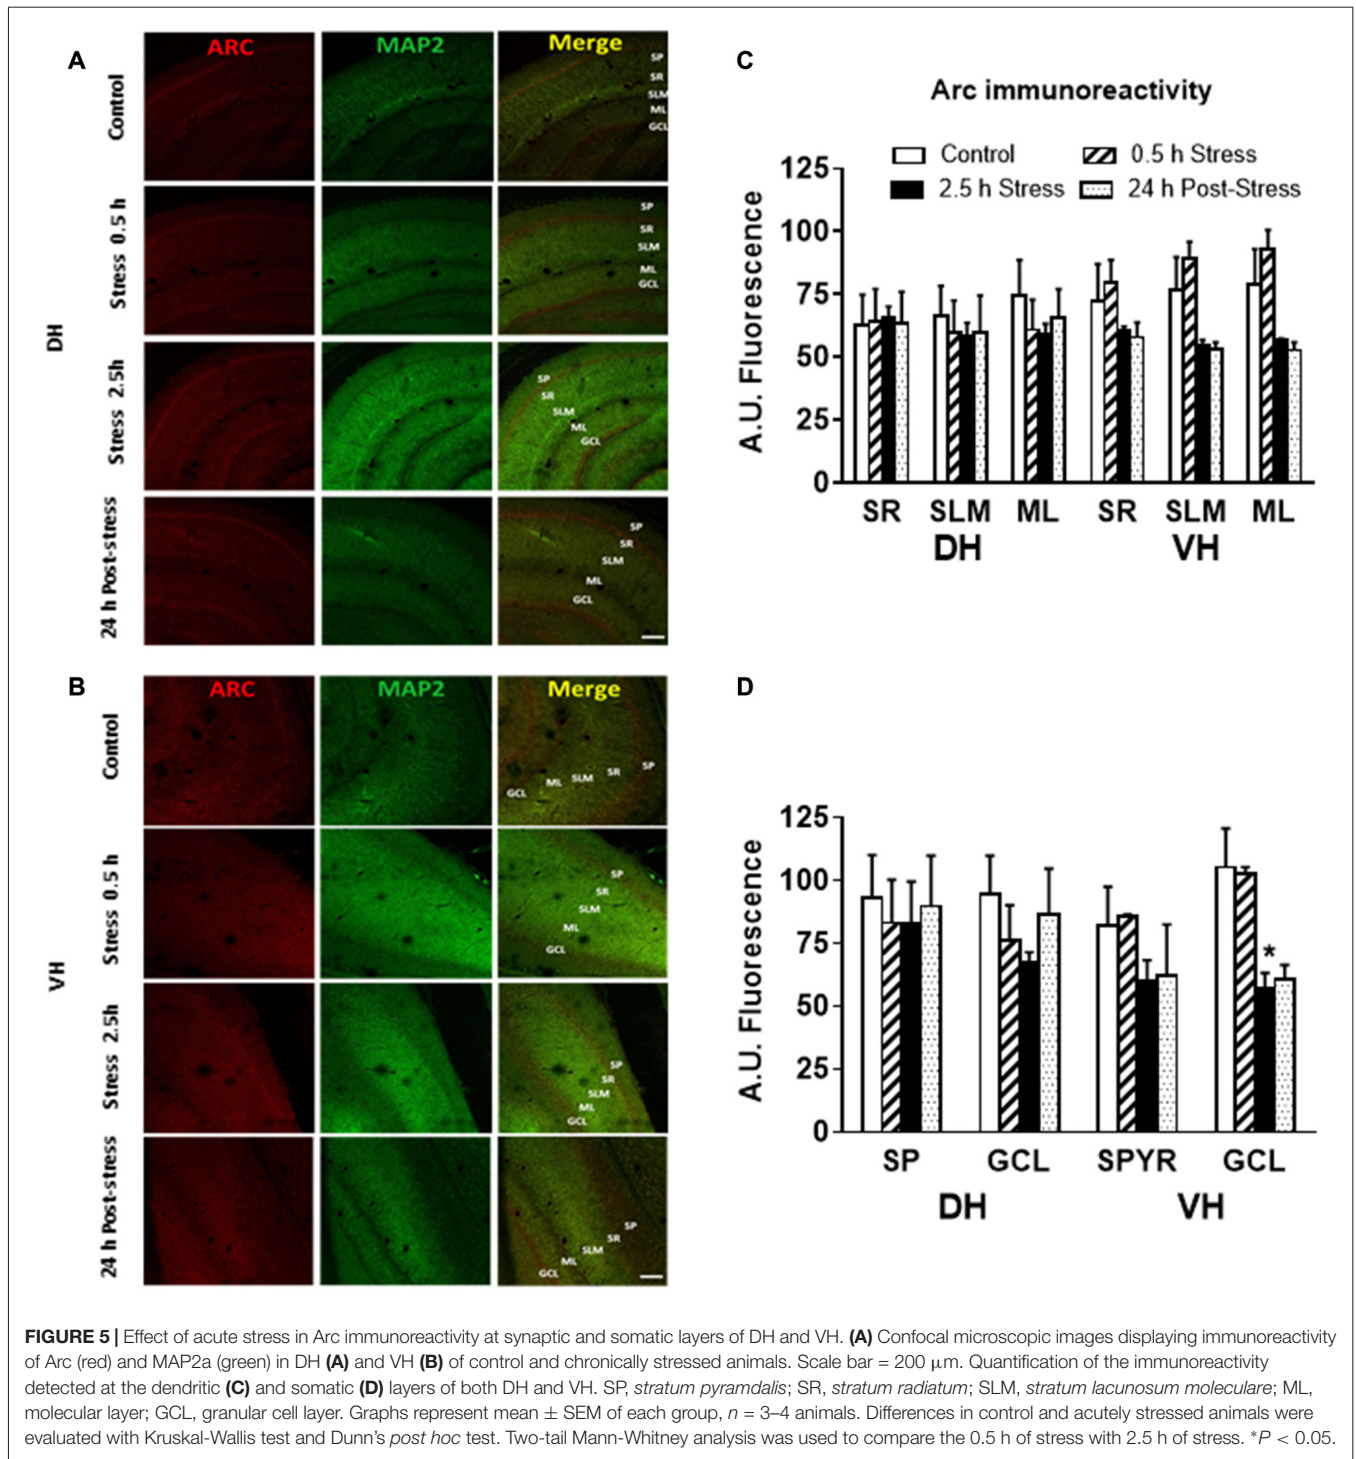 A
ARC
MAP2
Merge
Control
SP
SR
SLM
ML
GCL
Stress 0.5 h
SP
SR
SLM
ML
GCL
DH
Stress 2.5h
SP
SR
SLM
ML
GCL
24 h Post-stress
SP
SR
SLM
ML
GCL
B
ARC
MAP2
Merge
Control
GCL
ML
SLM
SR
SP
Stress 0.5 h
SP
SR
SLM
ML
GCL
VH
Stress 2.5h
SP
SR
SLM
ML
GCL
24 h Post-stress
SP
SR
SLM
ML
GCL
C
Arc immunoreactivity
Control
0.5 h Stress
2.5 h Stress
24 h Post-Stress
A.U. Fluorescence
125
100
75
50
25
0
SR SLM ML SR SLM ML
DH VH
D
A.U. Fluorescence
125
100
75
50
25
0
*
SP GCL SPYR GCL
DH VH
FIGURE 5 | Effect of acute stress in Arc immunoreactivity at synaptic and somatic layers of DH and VH. (A) Confocal microscopic images displaying immunoreactivity
of Arc (red) and MAP2a (green) in DH (A) and VH (B) of control and chronically stressed animals. Scale bar = 200 μm. Quantification of the immunoreactivity
detected at the dendritic (C) and somatic (D) layers of both DH and VH. SP, stratum pyramdalis; SR, stratum radiatum; SLM, stratum lacunosum moleculare; ML,
molecular layer; GCL, granular cell layer. Graphs represent mean ± SEM of each group, n = 3–4 animals. Differences in control and acutely stressed animals were
evaluated with Kruskal-Wallis test and Dunn's post hoc test. Two-tail Mann-Whitney analysis was used to compare the 0.5 h of stress with 2.5 h of stress. *P < 0.05.